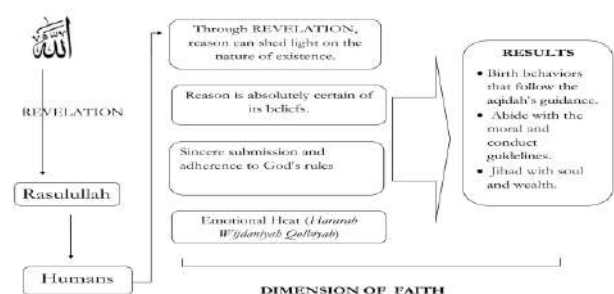 الله
REVELATION
Rasulullah
Humans
Through REVELATION,
reason can shed light on the
nature of existence.
Reason is absolutely certain of
its beliefs.
Sincere submission and
adherence to God's rules
Emotional Heat (Hararah
Wijdaniyah Qolbiyah)
RESULTS
• Birth behaviors
that follow the
aqidah's guidance.
• Abide with the
moral and
conduct
guidelines.
• Jihad with soul
and wealth.
DIMENSION OF FAITH